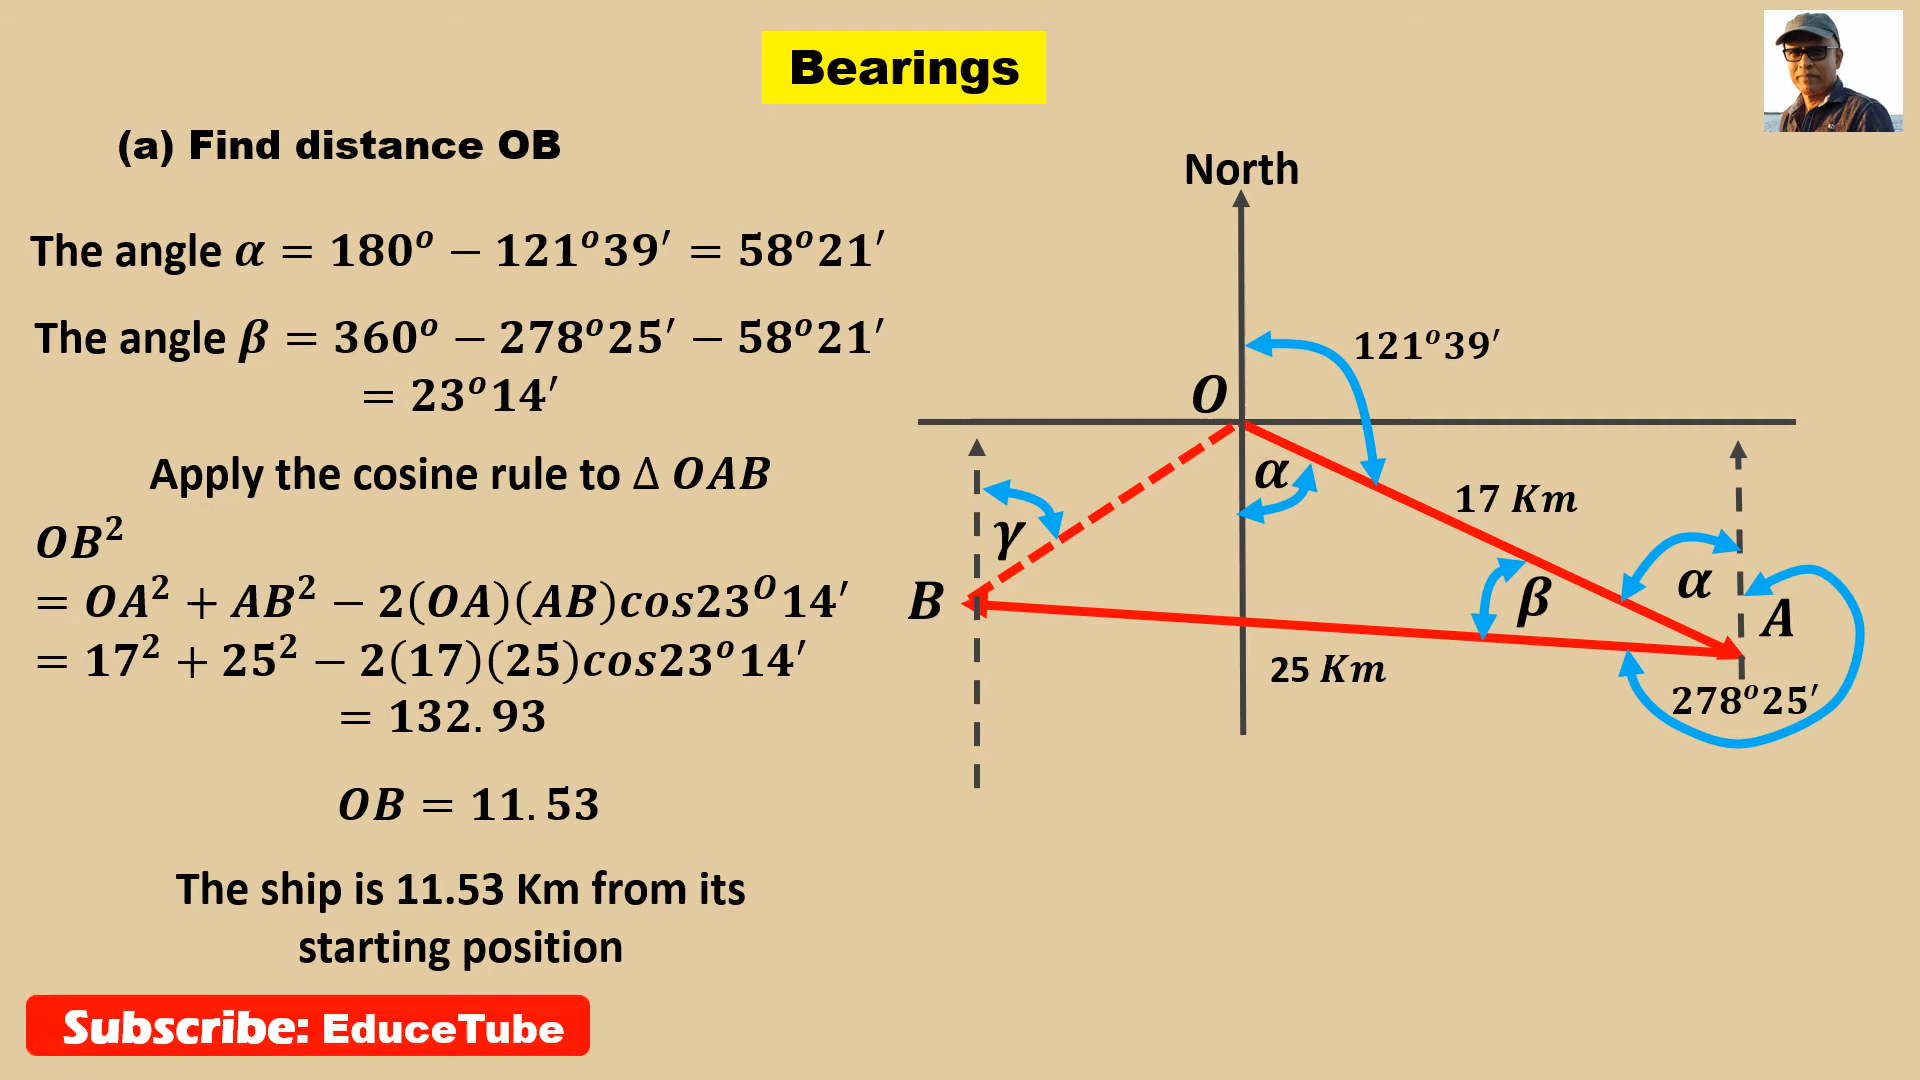 Bearings
(a) Find distance OB
The angle α = 180° − 121°39′ = 58°21′
The angle β = 360° − 278°25′ − 58°21′
= 23°14′
Apply the cosine rule to Δ OAB
OB²
= OA² + AB² − 2(OA)(AB)cos23ᴼ14′
= 17² + 25² − 2(17)(25)cos23°14′
= 132.93
OB = 11.53
The ship is 11.53 Km from its
starting position
Subscribe: EduceTube
North
121°39′
O
α
17 Km
γ
B
β
α
A
25 Km
278°25′